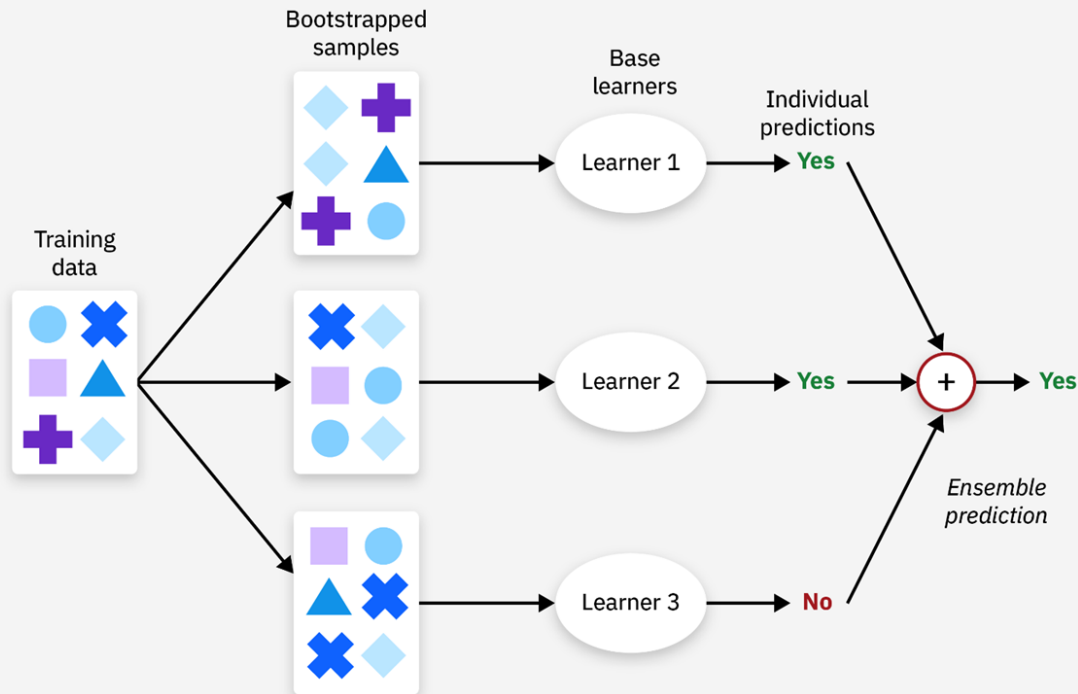 Bootstrapped
samples
Base
learners
Individual
predictions
Learner 1
Yes
Training
data
Learner 2
Yes
+
Yes
Ensemble
prediction
Learner 3
No